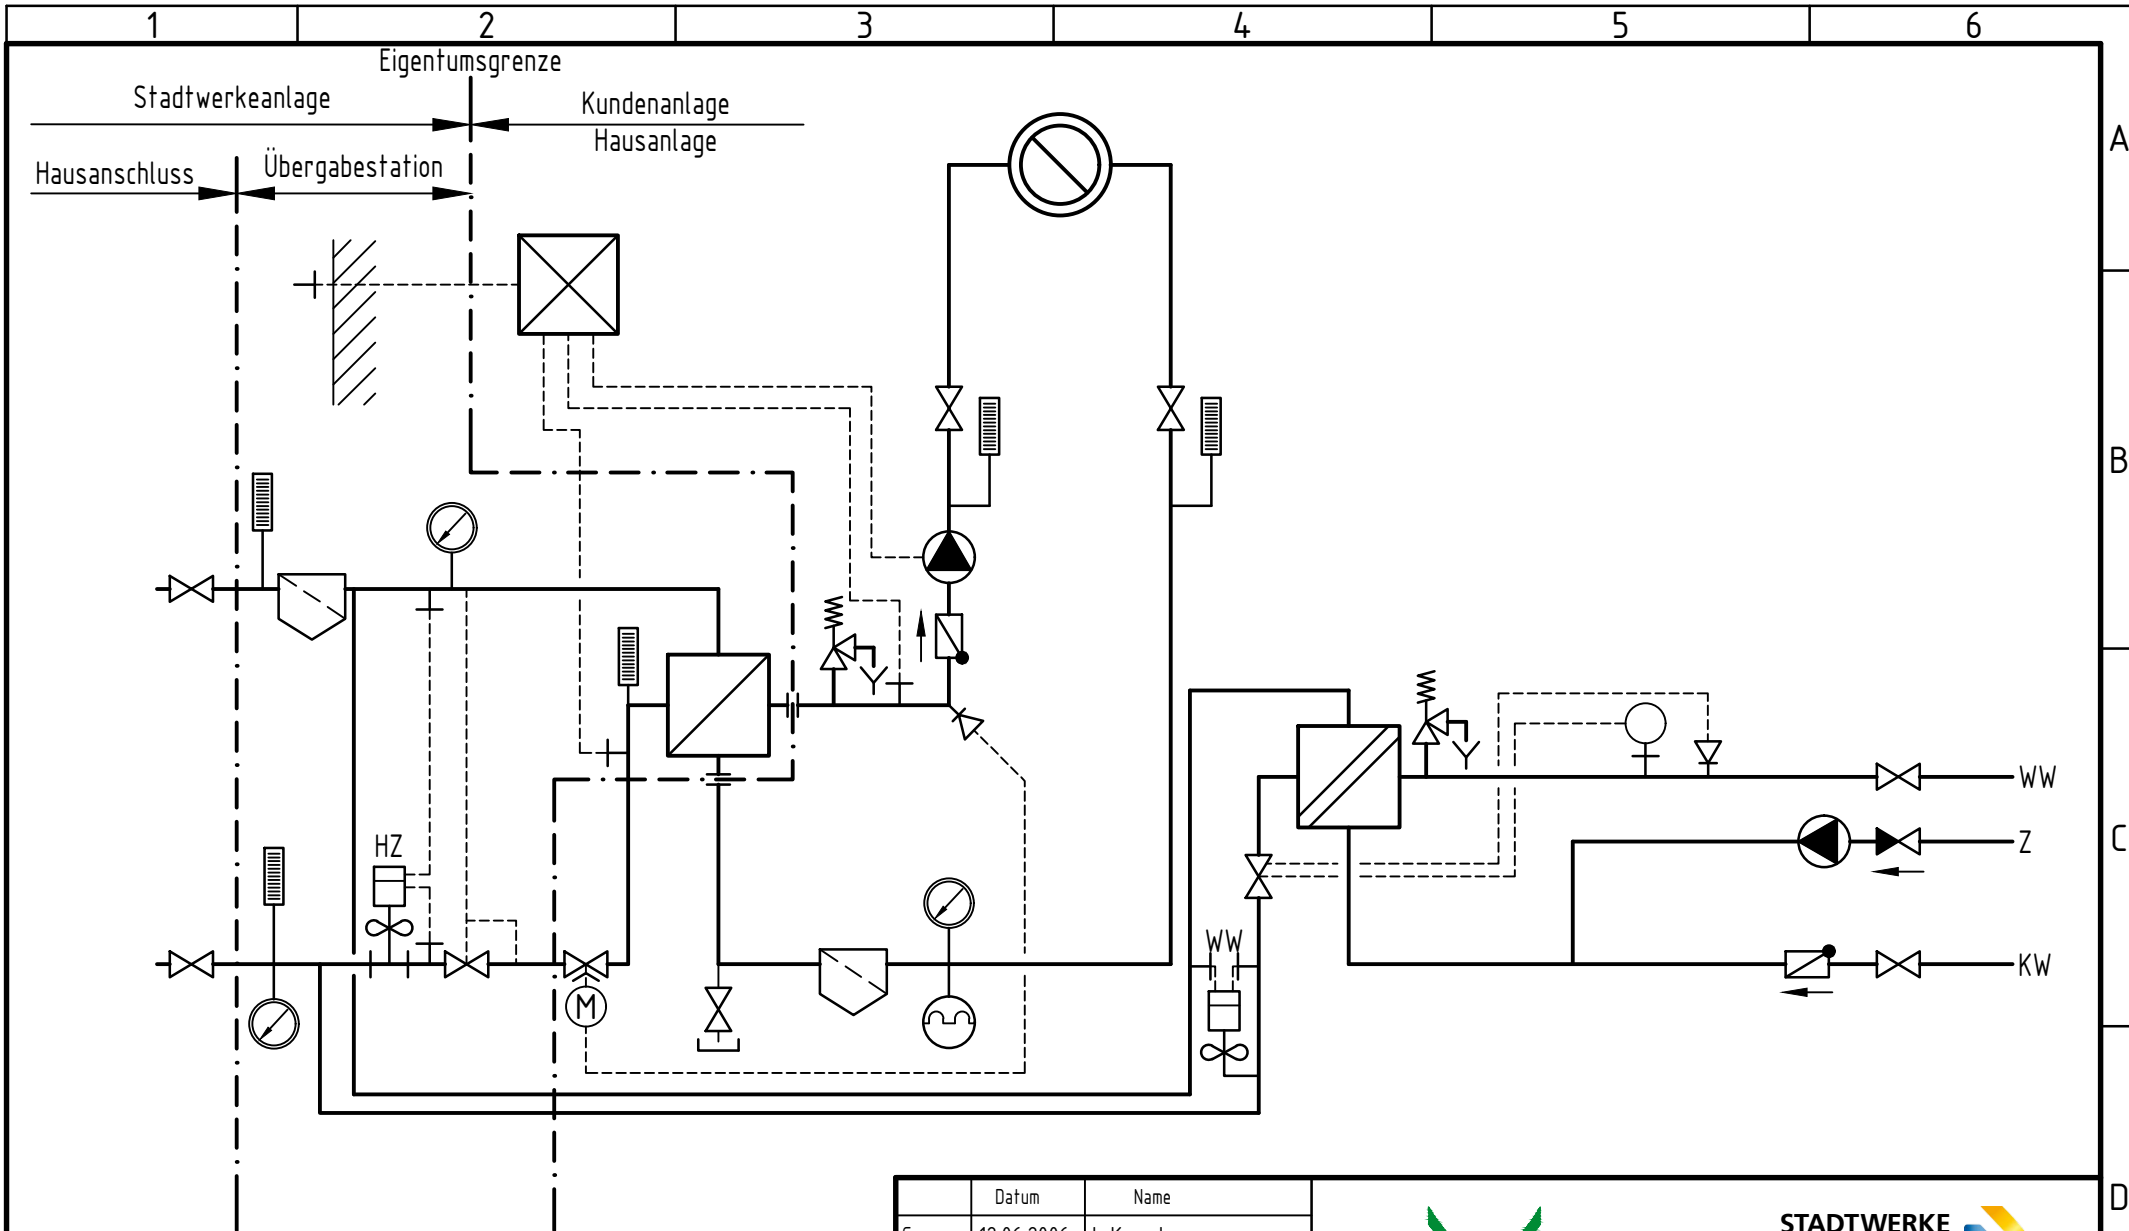 1 2 3 4 5 6
Eigentumsgrenze
Stadtwerkeanlage
Kundenanlage
Hausanlage
A
Hausanschluss
Übergabestation
B
WW
Z
C
HZ
WW
KW
M
Datum Name
D
STADTWERKE